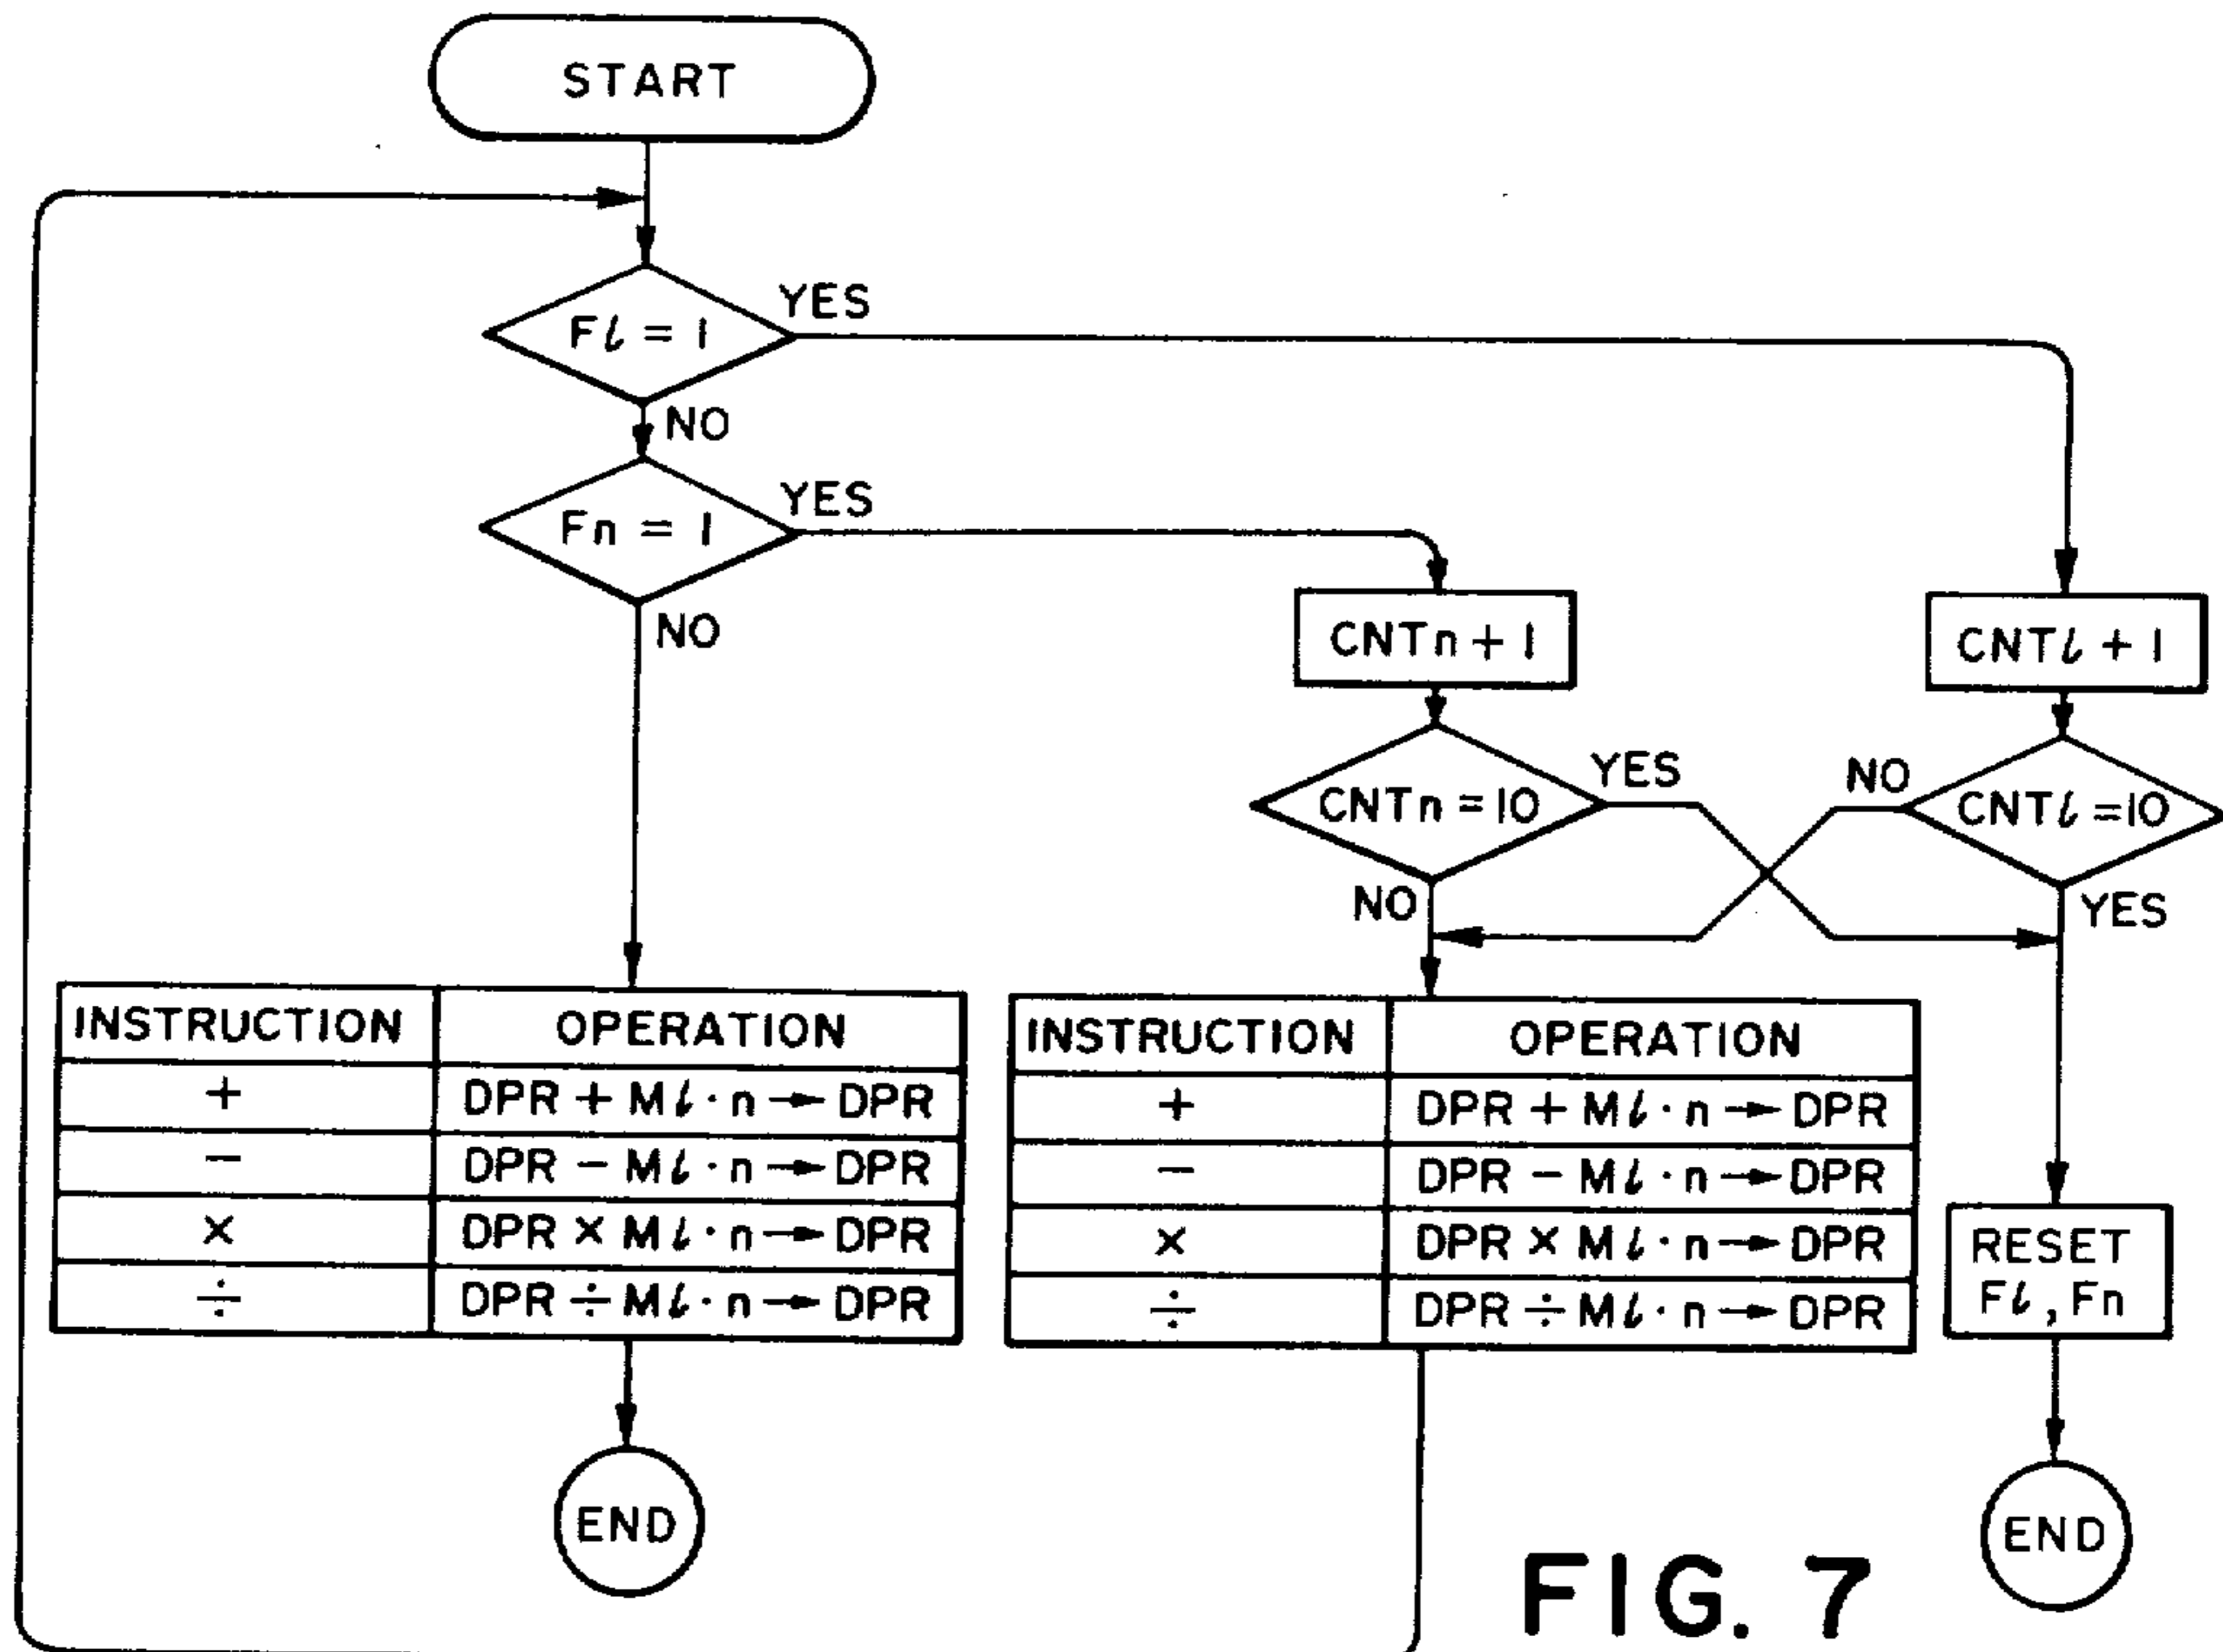 START
Fℓ = 1
YES
NO
Fn = 1
YES
NO
CNTn + 1
CNTℓ + 1
CNTn = 10
YES
NO
CNTℓ = 10
NO
YES
INSTRUCTION OPERATION
+ DPR + Mℓ·n → DPR
− DPR − Mℓ·n → DPR
× DPR × Mℓ·n → DPR
÷ DPR ÷ Mℓ·n → DPR
INSTRUCTION OPERATION
+ DPR + Mℓ·n → DPR
− DPR − Mℓ·n → DPR
× DPR × Mℓ·n → DPR
÷ DPR ÷ Mℓ·n → DPR
RESET
Fℓ, Fn
END
END
FIG. 7